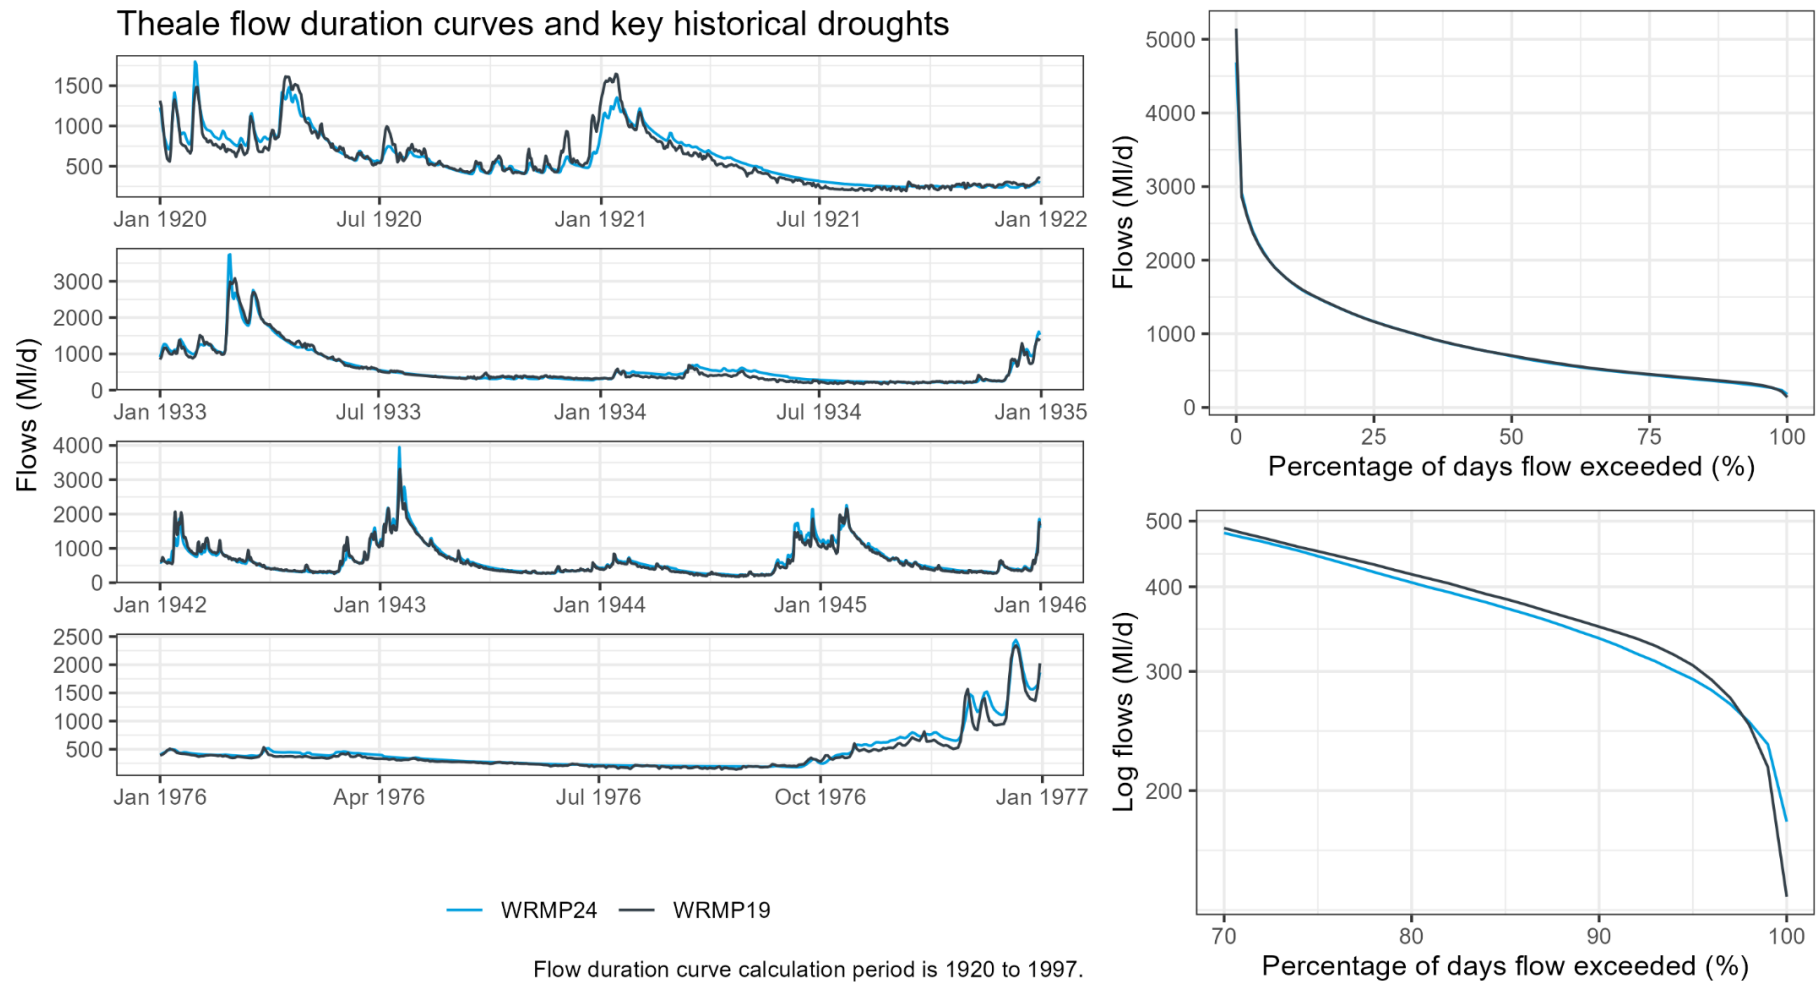 Theale flow duration curves and key historical droughts
Flows (Ml/d)
1500
1000
500
Jan 1920 Jul 1920 Jan 1921 Jul 1921 Jan 1922
3000
2000
1000
0
Jan 1933 Jul 1933 Jan 1934 Jul 1934 Jan 1935
4000
3000
2000
1000
0
Jan 1942 Jan 1943 Jan 1944 Jan 1945 Jan 1946
2500
2000
1500
1000
500
Jan 1976 Apr 1976 Jul 1976 Oct 1976 Jan 1977
WRMP24 WRMP19
Flow duration curve calculation period is 1920 to 1997.
Flows (Ml/d)
5000
4000
3000
2000
1000
0
0 25 50 75 100
Percentage of days flow exceeded (%)
Log flows (Ml/d)
500
400
300
200
70 80 90 100
Percentage of days flow exceeded (%)